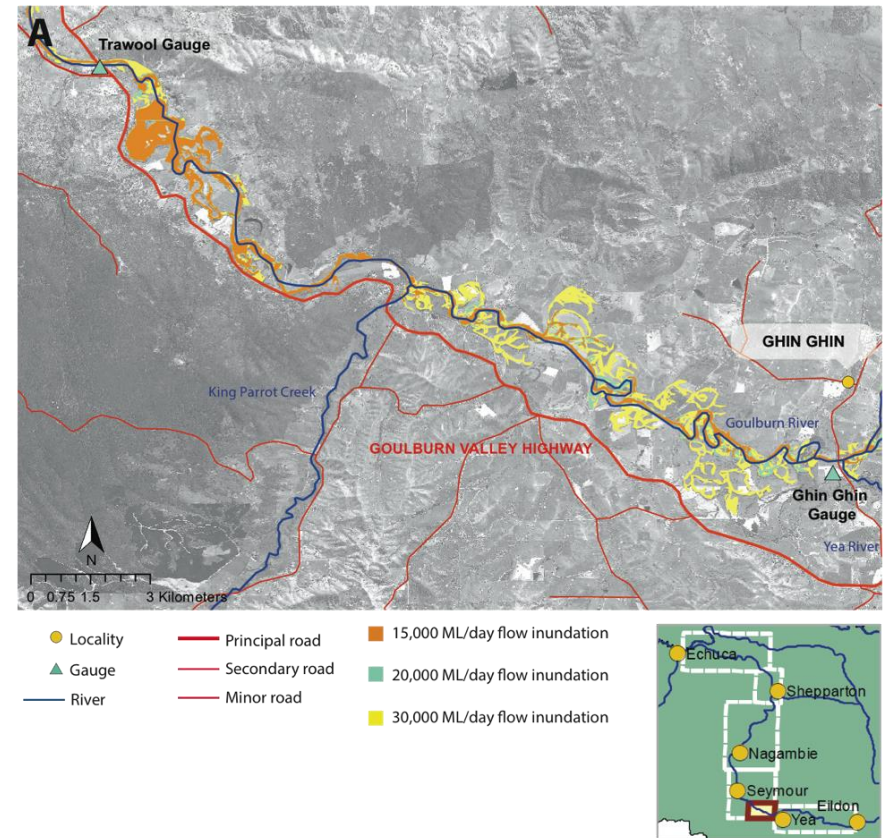 A
Trawool Gauge
GHIN GHIN
King Parrot Creek
Goulburn River
GOULBURN VALLEY HIGHWAY
Ghin Ghin
Gauge
Yea River
N
0 0.75 1.5 3 Kilometers
Locality
Gauge
River
Principal road
Secondary road
Minor road
15,000 ML/day flow inundation
20,000 ML/day flow inundation
30,000 ML/day flow inundation
Echuca
Shepparton
Nagambie
Seymour
Eildon
Yea